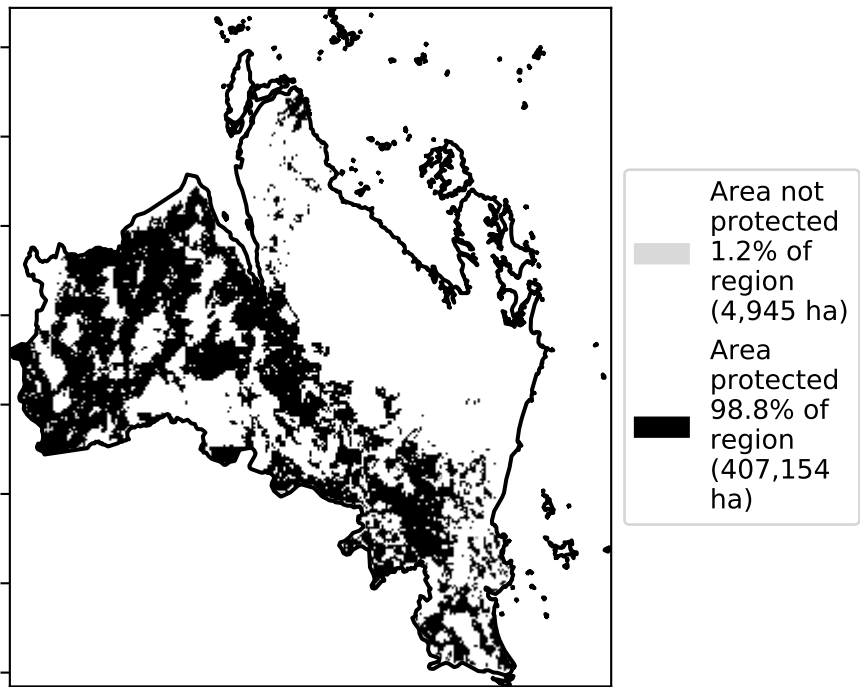 Area not
protected
1.2% of
region
(4,945 ha)
Area
protected
98.8% of
region
(407,154
ha)